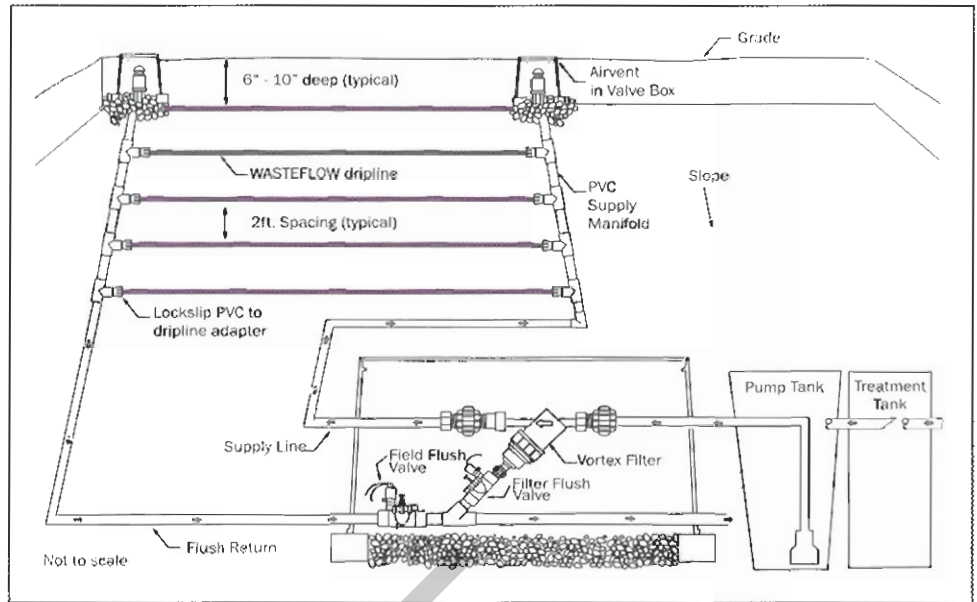 Grade
6" - 10" deep (typical)
Airvent
in Valve Box
WASTEFLOW dripline
Slope
PVC
Supply
Manifold
2ft. Spacing (typical)
Lockslip PVC to
dripline adapter
Pump Tank
Treatment
Tank
Supply Line
Field Flush
Valve
Vortex Filter
Filter Flush
Valve
Flush Return
Not to scale